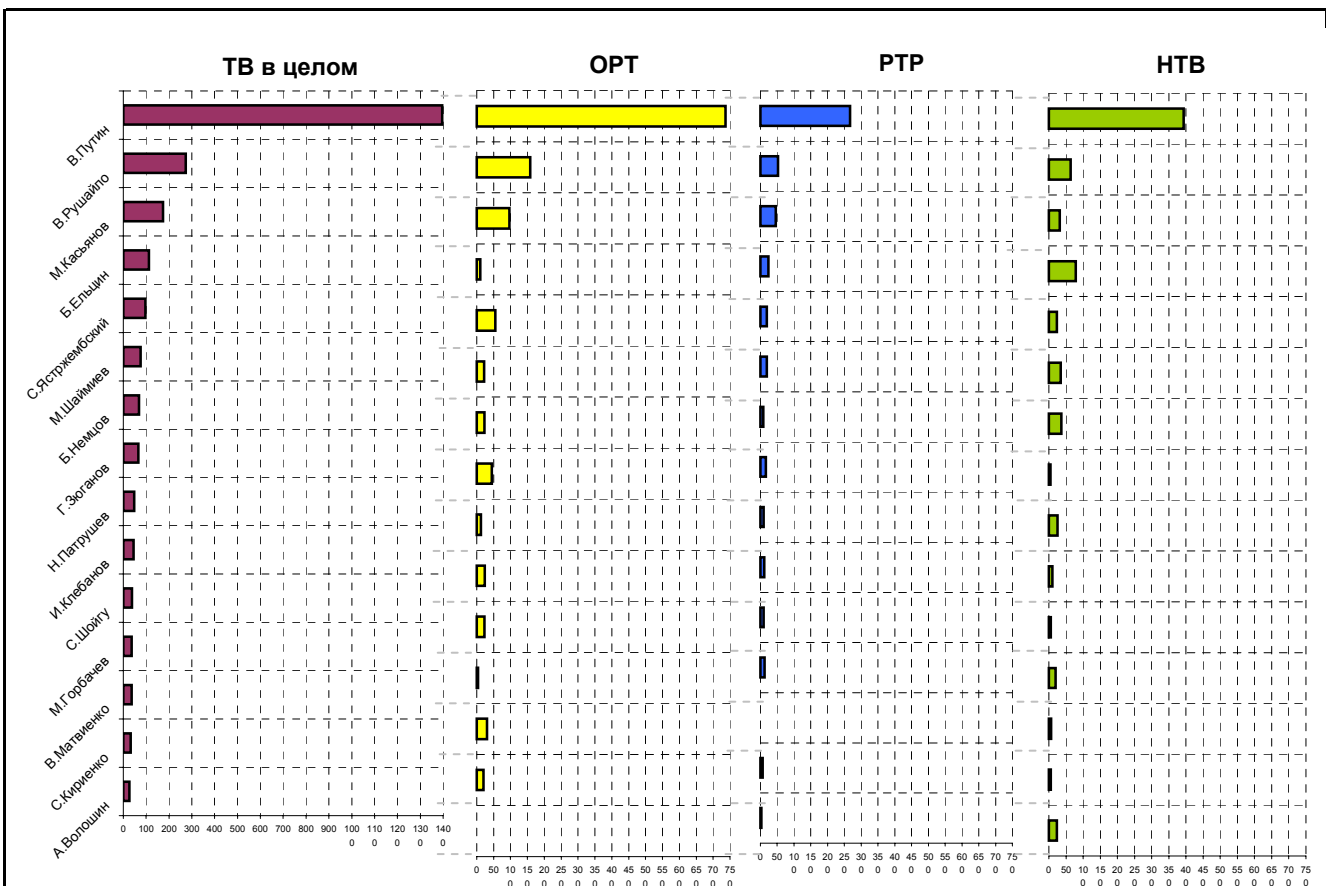 ТВ в целом
ОРТ
РТР
НТВ
В.Путин
В.Рушайло
М.Касьянов
Б.Ельцин
С.Ястржембский
М.Шаймиев
Б.Немцов
Г.Зюганов
Н.Патрушев
И.Клебанов
С.Шойгу
М.Горбачев
В.Матвиенко
С.Кириенко
А.Волошин
0 100 200 300 400 500 600 700 800 900 100 110 120 130 140
0 0 0 0 0
0 50 10 15 20 25 30 35 40 45 50 55 60 65 70 75
0 0 0 0 0 0 0 0 0 0 0 0 0 0
0 50 10 15 20 25 30 35 40 45 50 55 60 65 70 75
0 0 0 0 0 0 0 0 0 0 0 0 0 0
0 50 10 15 20 25 30 35 40 45 50 55 60 65 70 75
0 0 0 0 0 0 0 0 0 0 0 0 0 0